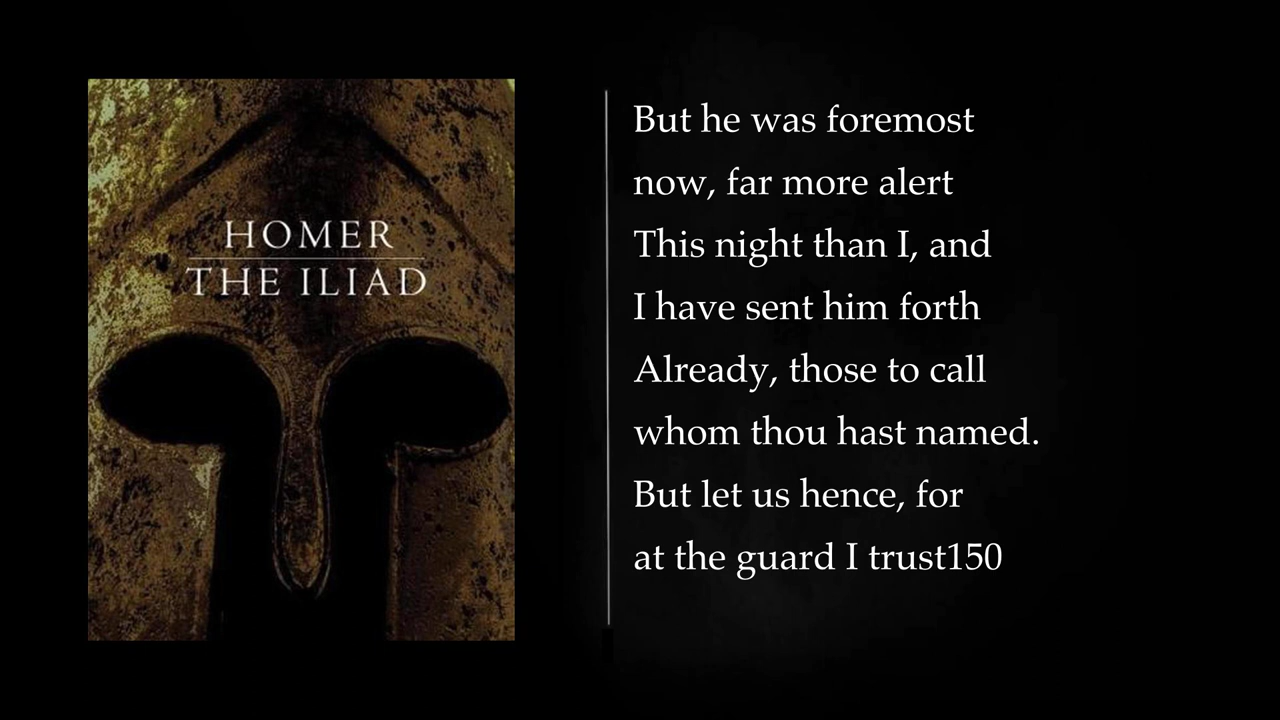 HOMER
THE ILIAD
But he was foremost
now, far more alert
This night than I, and
I have sent him forth
Already, those to call
whom thou hast named.
But let us hence, for
at the guard I trust150